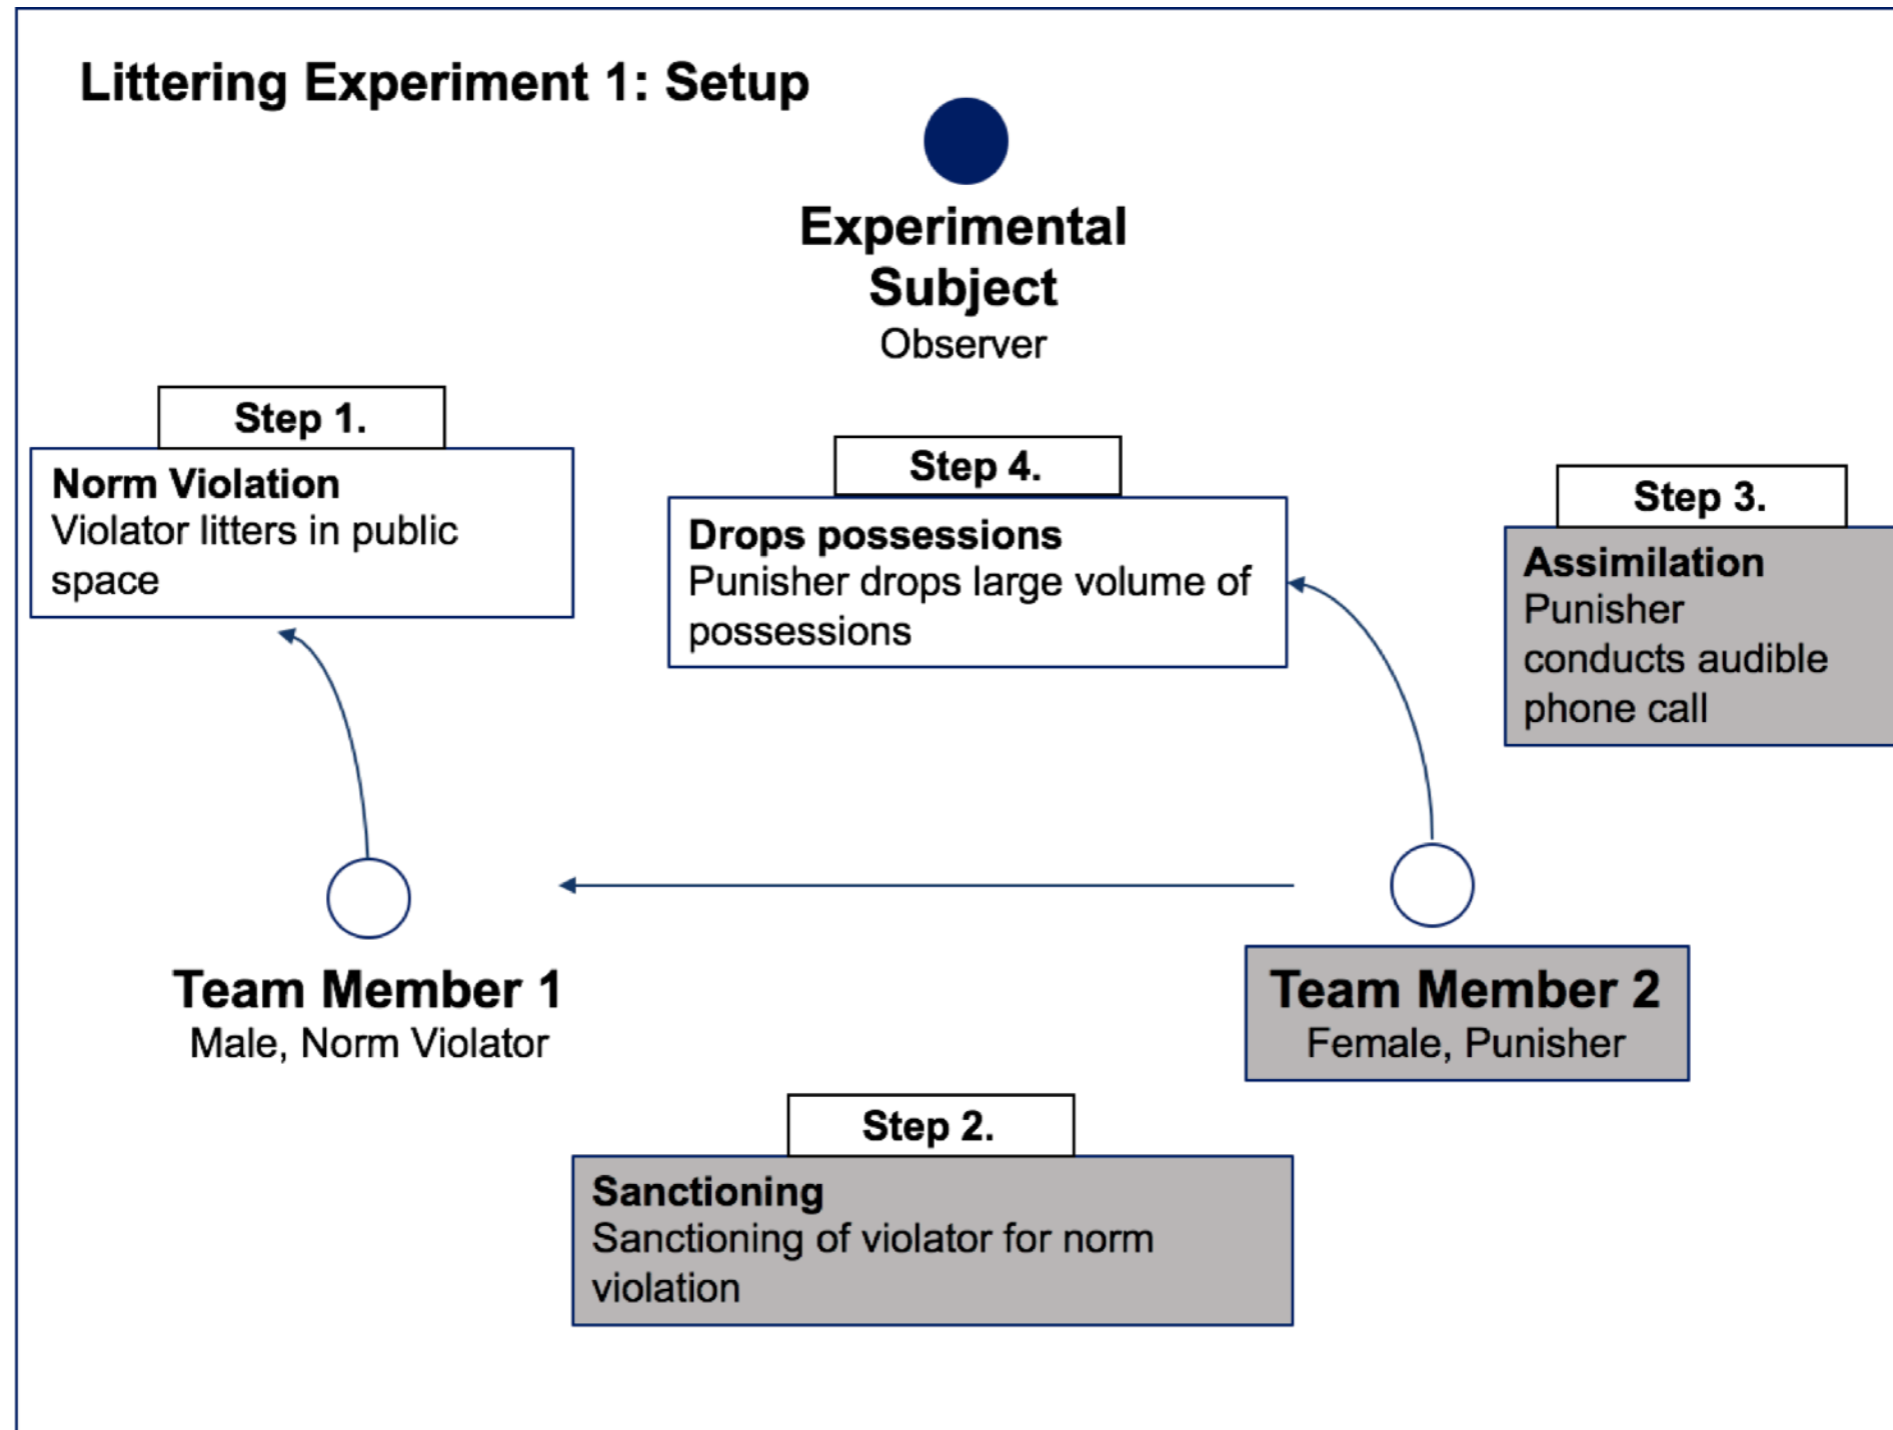 Littering Experiment 1: Setup
Experimental
Subject
Observer
Step 1.
Norm Violation
Violator litters in public
space
Step 4.
Drops possessions
Punisher drops large volume of
possessions
Step 3.
Assimilation
Punisher
conducts audible
phone call
Team Member 1
Male, Norm Violator
Team Member 2
Female, Punisher
Step 2.
Sanctioning
Sanctioning of violator for norm
violation